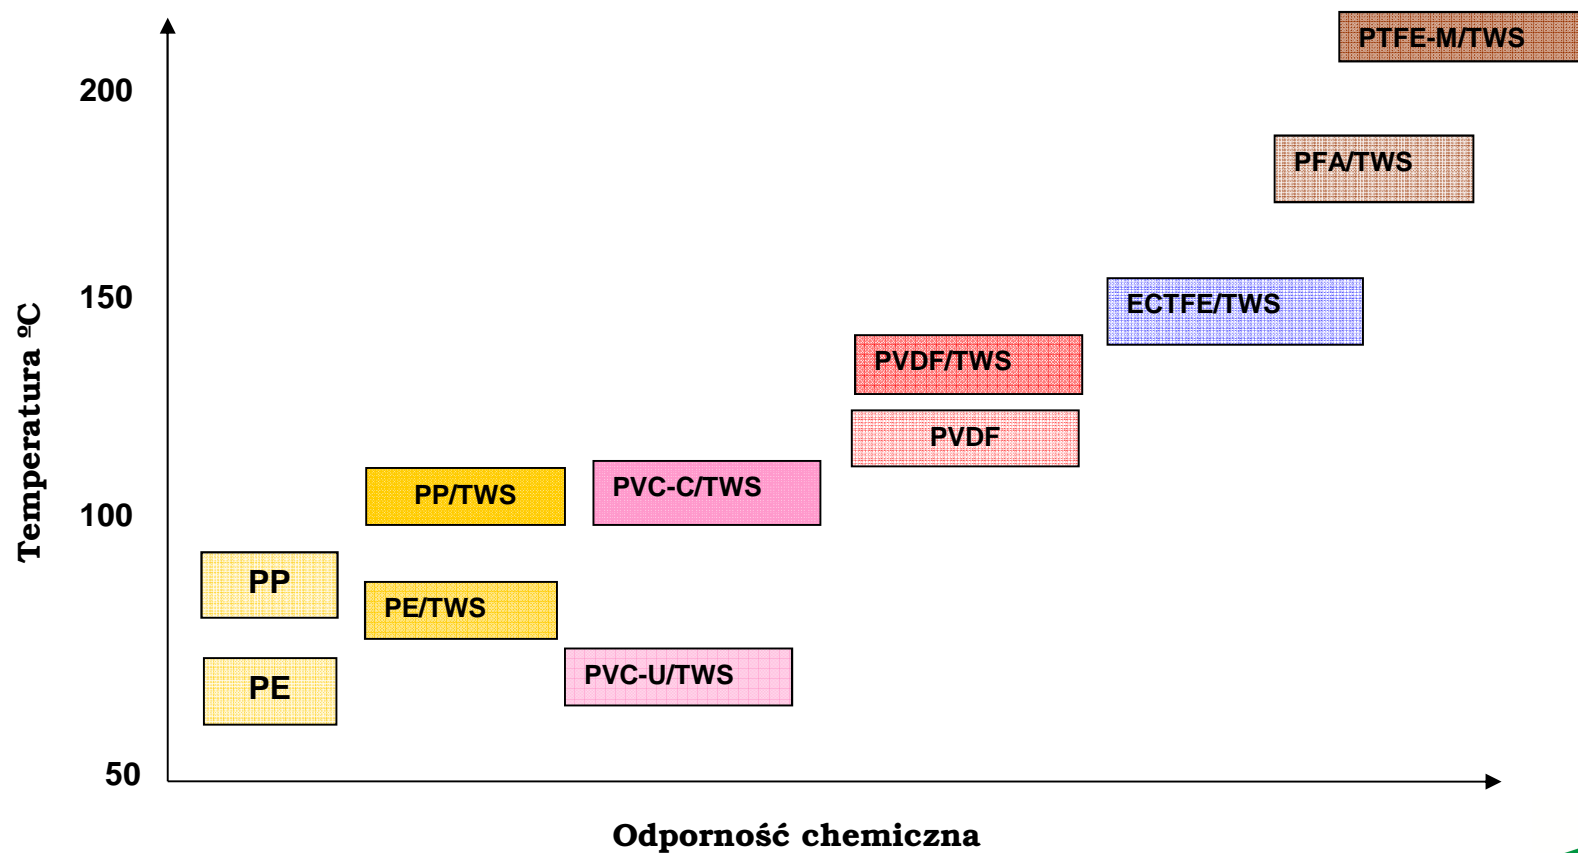 PTFE-M/TWS
200
PFA/TWS
150
ECTFE/TWS
PVDF/TWS
PVDF
PP/TWS
PVC-C/TWS
100
PP
PE/TWS
PVC-U/TWS
PE
50
Temperatura ºC
Odporność chemiczna